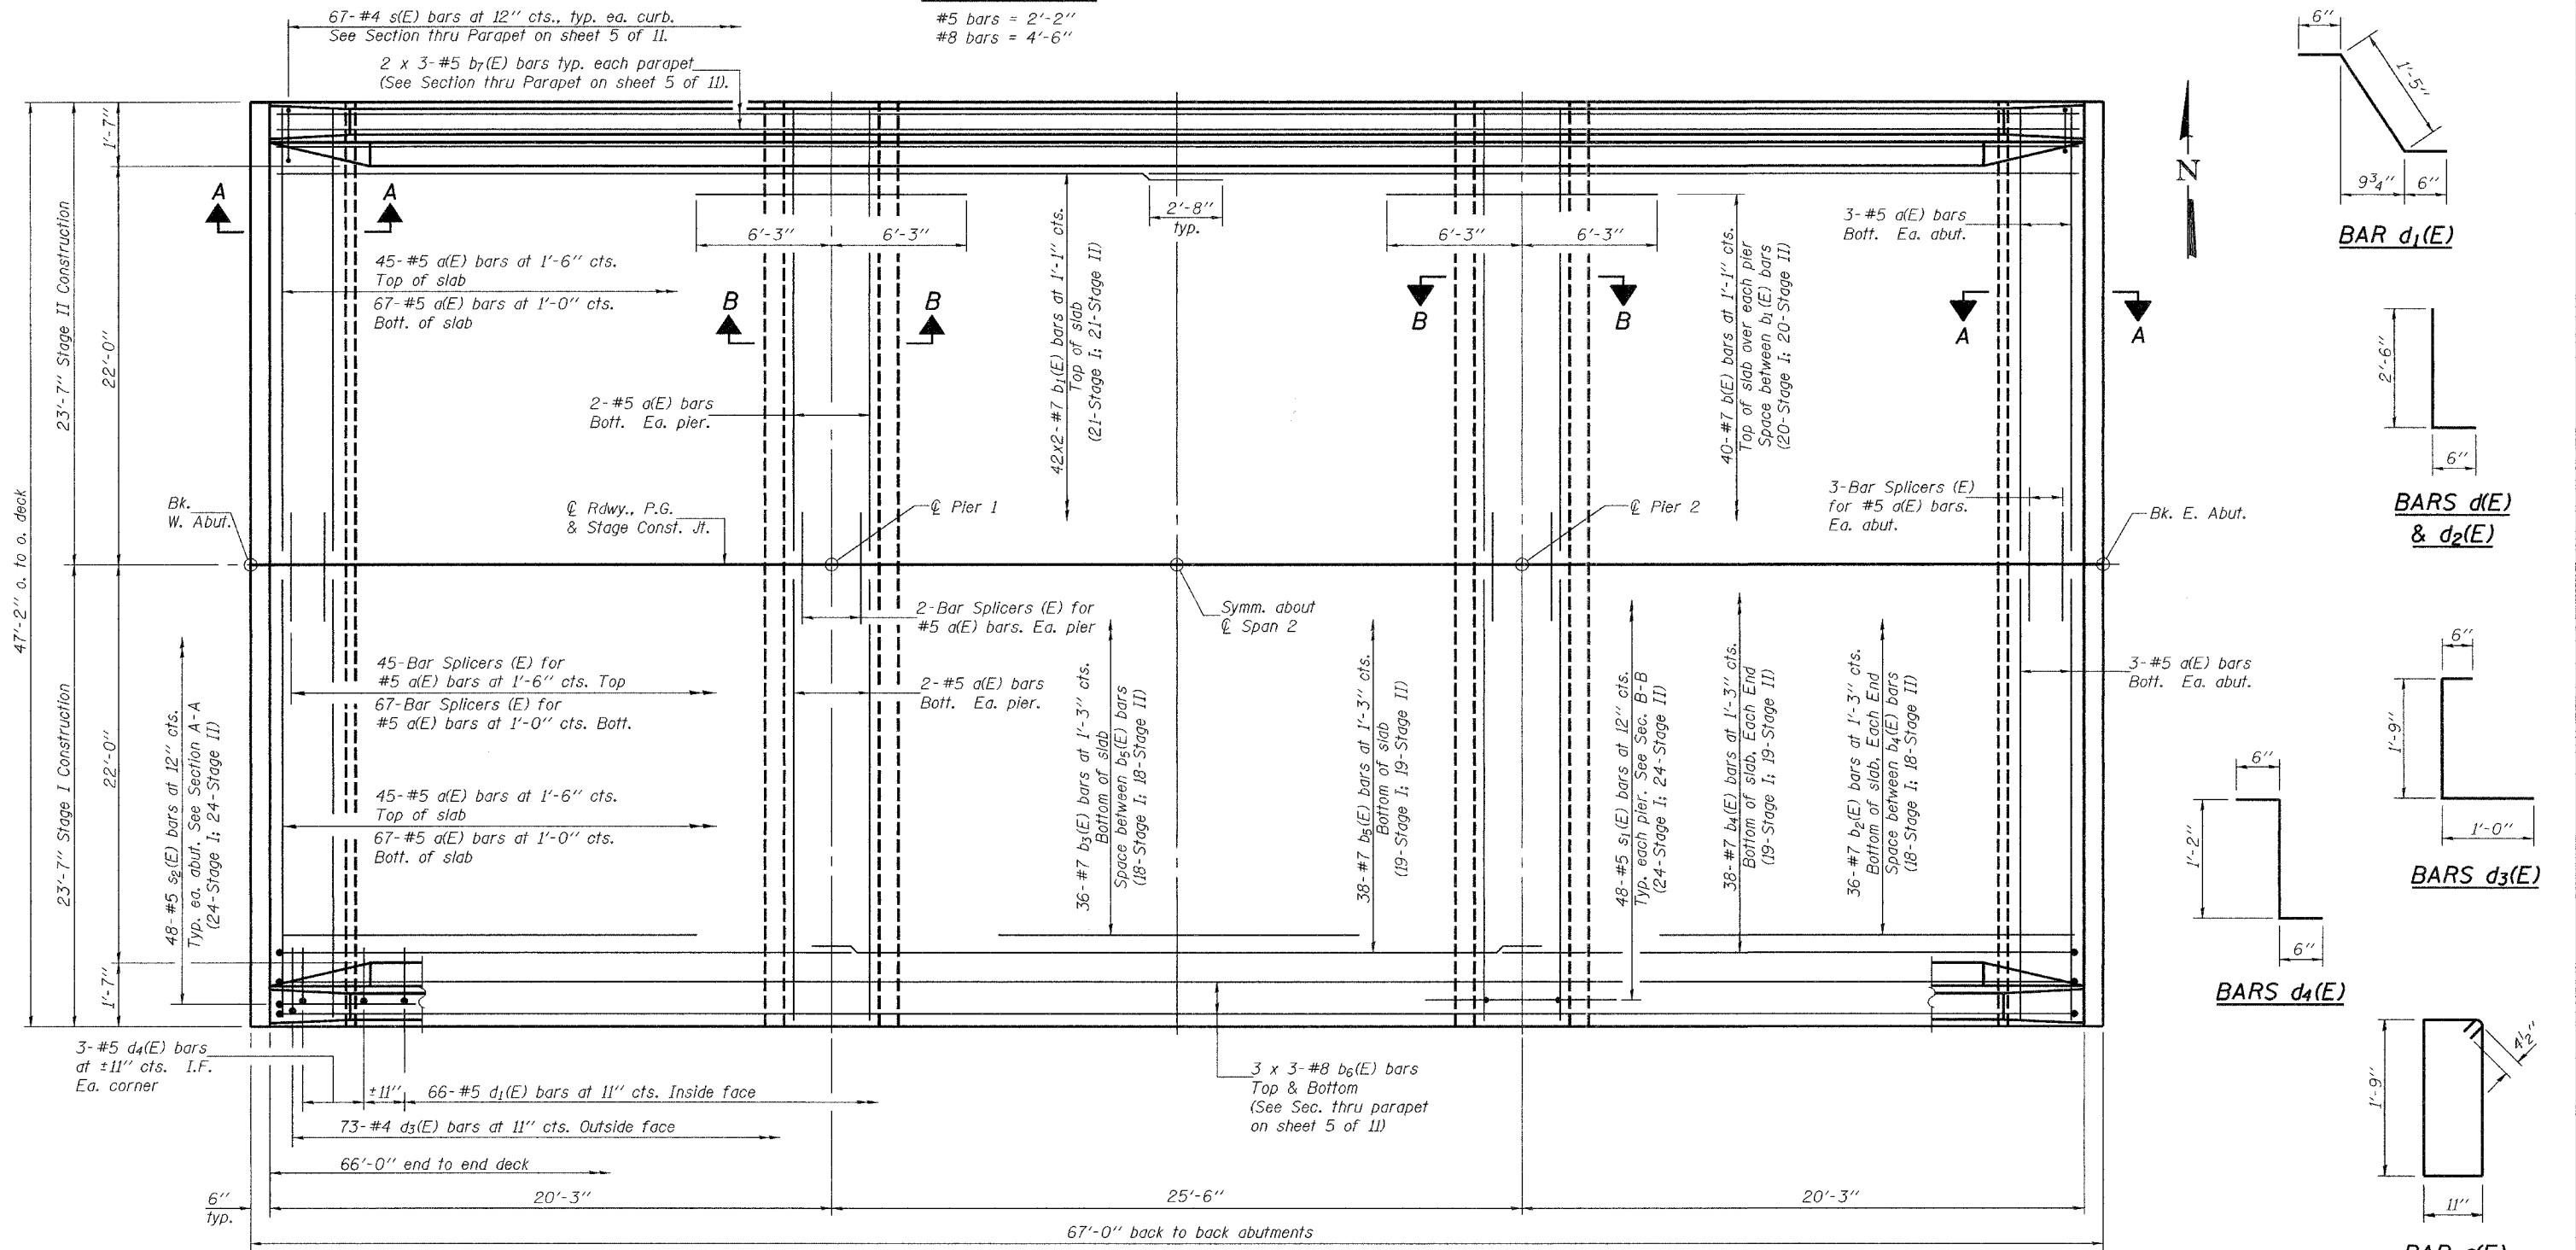 67-#4 s(E) bars at 12" cts., typ. ea. curb.
See Section thru Parapet on sheet 5 of 11.
#5 bars = 2'-2"
#8 bars = 4'-6"
2 x 3-#5 b7(E) bars typ. each parapet
(See Section thru Parapet on sheet 5 of 11).
1'-7"
22'-0"
23'-7" Stage II Construction
47'-2" o. to o. deck
A
A
45-#5 a(E) bars at 1'-6" cts.
Top of slab
67-#5 a(E) bars at 1'-0" cts.
Bott. of slab
6'-3"
6'-3"
B
B
2-#5 a(E) bars
Bott. Ea. pier.
42x2-#7 b1(E) bars at 1'-1" cts.
Top of slab
(21-Stage I; 21-Stage II)
2'-8"
typ.
6'-3"
6'-3"
B
B
40-#7 b(E) bars at 1'-1" cts.
Top of slab over each pier
Space between b1(E) bars
(20-Stage I; 20-Stage II)
3-#5 a(E) bars
Bott. Ea. abut.
A
A
N
Bk.
W. Abut.
℄ Rdwy., P.G.
& Stage Const. Jt.
℄ Pier 1
℄ Pier 2
3-Bar Splicers (E)
for #5 a(E) bars.
Ea. abut.
Bk. E. Abut.
2-Bar Splicers (E) for
#5 a(E) bars. Ea. pier
Symm. about
℄ Span 2
23'-7" Stage I Construction
22'-0"
1'-7"
48-#5 s2(E) bars at 12" cts.
Typ. ea. abut. See Section A-A
(24-Stage I; 24-Stage II)
45-Bar Splicers (E) for
#5 a(E) bars at 1'-6" cts. Top
67-Bar Splicers (E) for
#5 a(E) bars at 1'-0" cts. Bott.
2-#5 a(E) bars
Bott. Ea. pier.
45-#5 a(E) bars at 1'-6" cts.
Top of slab
67-#5 a(E) bars at 1'-0" cts.
Bott. of slab
36-#7 b3(E) bars at 1'-3" cts.
Bottom of slab
Space between b5(E) bars
(18-Stage I; 18-Stage II)
38-#7 b5(E) bars at 1'-3" cts.
Bottom of slab
(19-Stage I; 19-Stage II)
48-#5 s1(E) bars at 12" cts.
Typ. each pier. See Sec. B-B
(24-Stage I; 24-Stage II)
38-#7 b4(E) bars at 1'-3" cts.
Bottom of slab, Each End
(19-Stage I; 19-Stage II)
36-#7 b2(E) bars at 1'-3" cts.
Bottom of slab, Each End
Space between b4(E) bars
(18-Stage I; 18-Stage II)
3-#5 a(E) bars
Bott. Ea. abut.
3-#5 d4(E) bars
at ±11" cts. I.F.
Ea. corner
±11"
66-#5 d1(E) bars at 11" cts. Inside face
73-#4 d3(E) bars at 11" cts. Outside face
66'-0" end to end deck
3 x 3-#8 b6(E) bars
Top & Bottom
(See Sec. thru parapet
on sheet 5 of 11)
6"
typ.
20'-3"
25'-6"
20'-3"
67'-0" back to back abutments
6"
1'-5"
9¾"
6"
BAR d1(E)
2'-6"
6"
BARS d(E)
& d2(E)
6"
1'-9"
1'-0"
BARS d3(E)
6"
1'-2"
6"
BARS d4(E)
4½"
1'-9"
11"